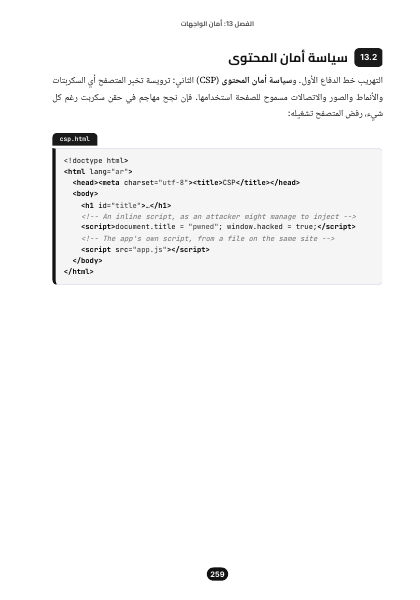 الفصل 13: أمان الواجهات
13.2 سياسة أمان المحتوى
التهريب خط الدفاع الأول. وسياسة أمان المحتوى (CSP) الثاني: ترويسة تخبر المتصفح أي السكربتات
والأنماط والصور والاتصالات مسموح للصفحة استخدامها. فإن نجح مهاجم في حقن سكربت رغم كل
شيء، رفض المتصفح تشغيله:
csp.html
<!doctype html>
<html lang="ar">
<head><meta charset="utf-8"><title>CSP</title></head>
<body>
<h1 id="title">…</h1>
<!-- An inline script, as an attacker might manage to inject -->
<script>document.title = "pwned"; window.hacked = true;</script>
<!-- The app's own script, from a file on the same site -->
<script src="app.js"></script>
</body>
</html>
259